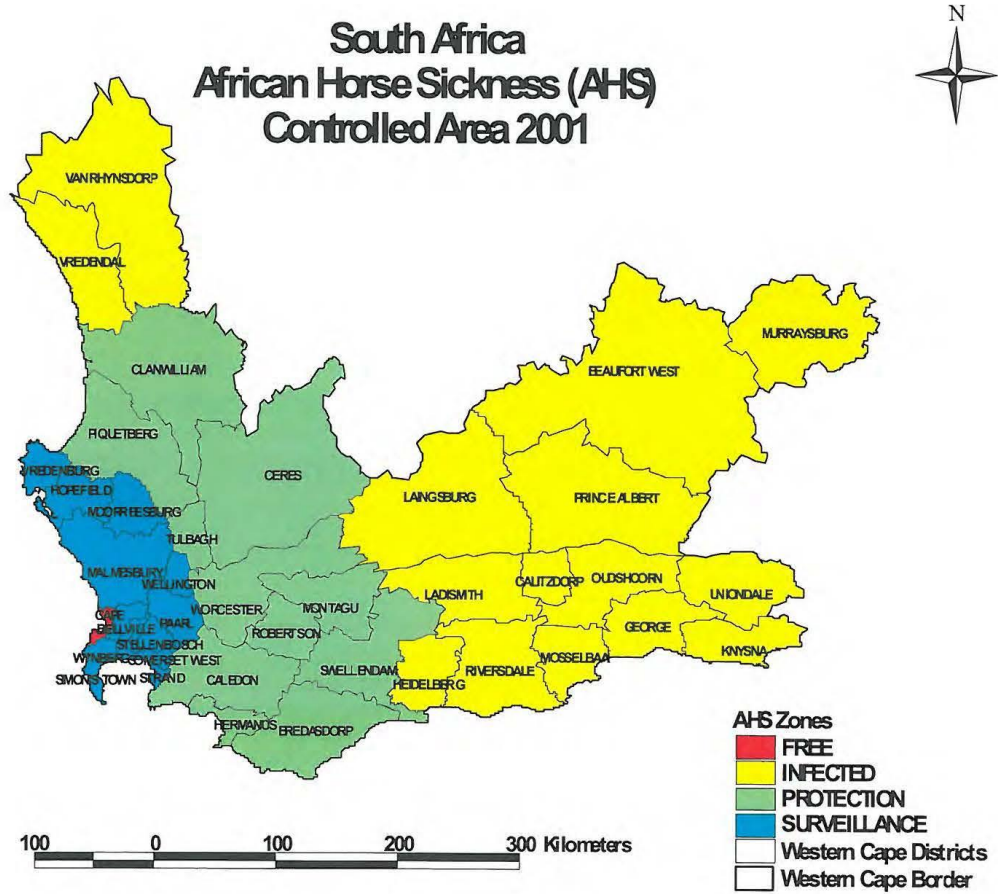 N
South Africa
African Horse Sickness (AHS)
Controlled Area 2001
VAN RHYNSDORP
VREDENDAL
CLANWILLIAM
MURRAYSBURG
BEAUFORT WEST
PIQUETBERG
VREDENBURG
HOPEFIELD
CERES
LAINGSBURG
PRINCE ALBERT
MOORREESBURG
TULBAGH
MALMESBURY
WELLINGTON
CALITZDORP
OUDSHOORN
LADISMITH
UNIONDALE
WORCESTER
MONTAGU
CAPE
BELLVILLE
PAARL
ROBERTSON
GEORGE
STELLENBOSCH
KNYSNA
WYNBERG
SOMERSET WEST
MOSSELBAAI
SIMON'S TOWN
STRAND
CALEDON
SWELLENDAM
HEIDELBERG
RIVERSDALE
HERMANUS
BREDASDORP
AHS Zones
FREE
INFECTED
PROTECTION
SURVEILLANCE
Western Cape Districts
Western Cape Border
100 0 100 200 300 Kilometers